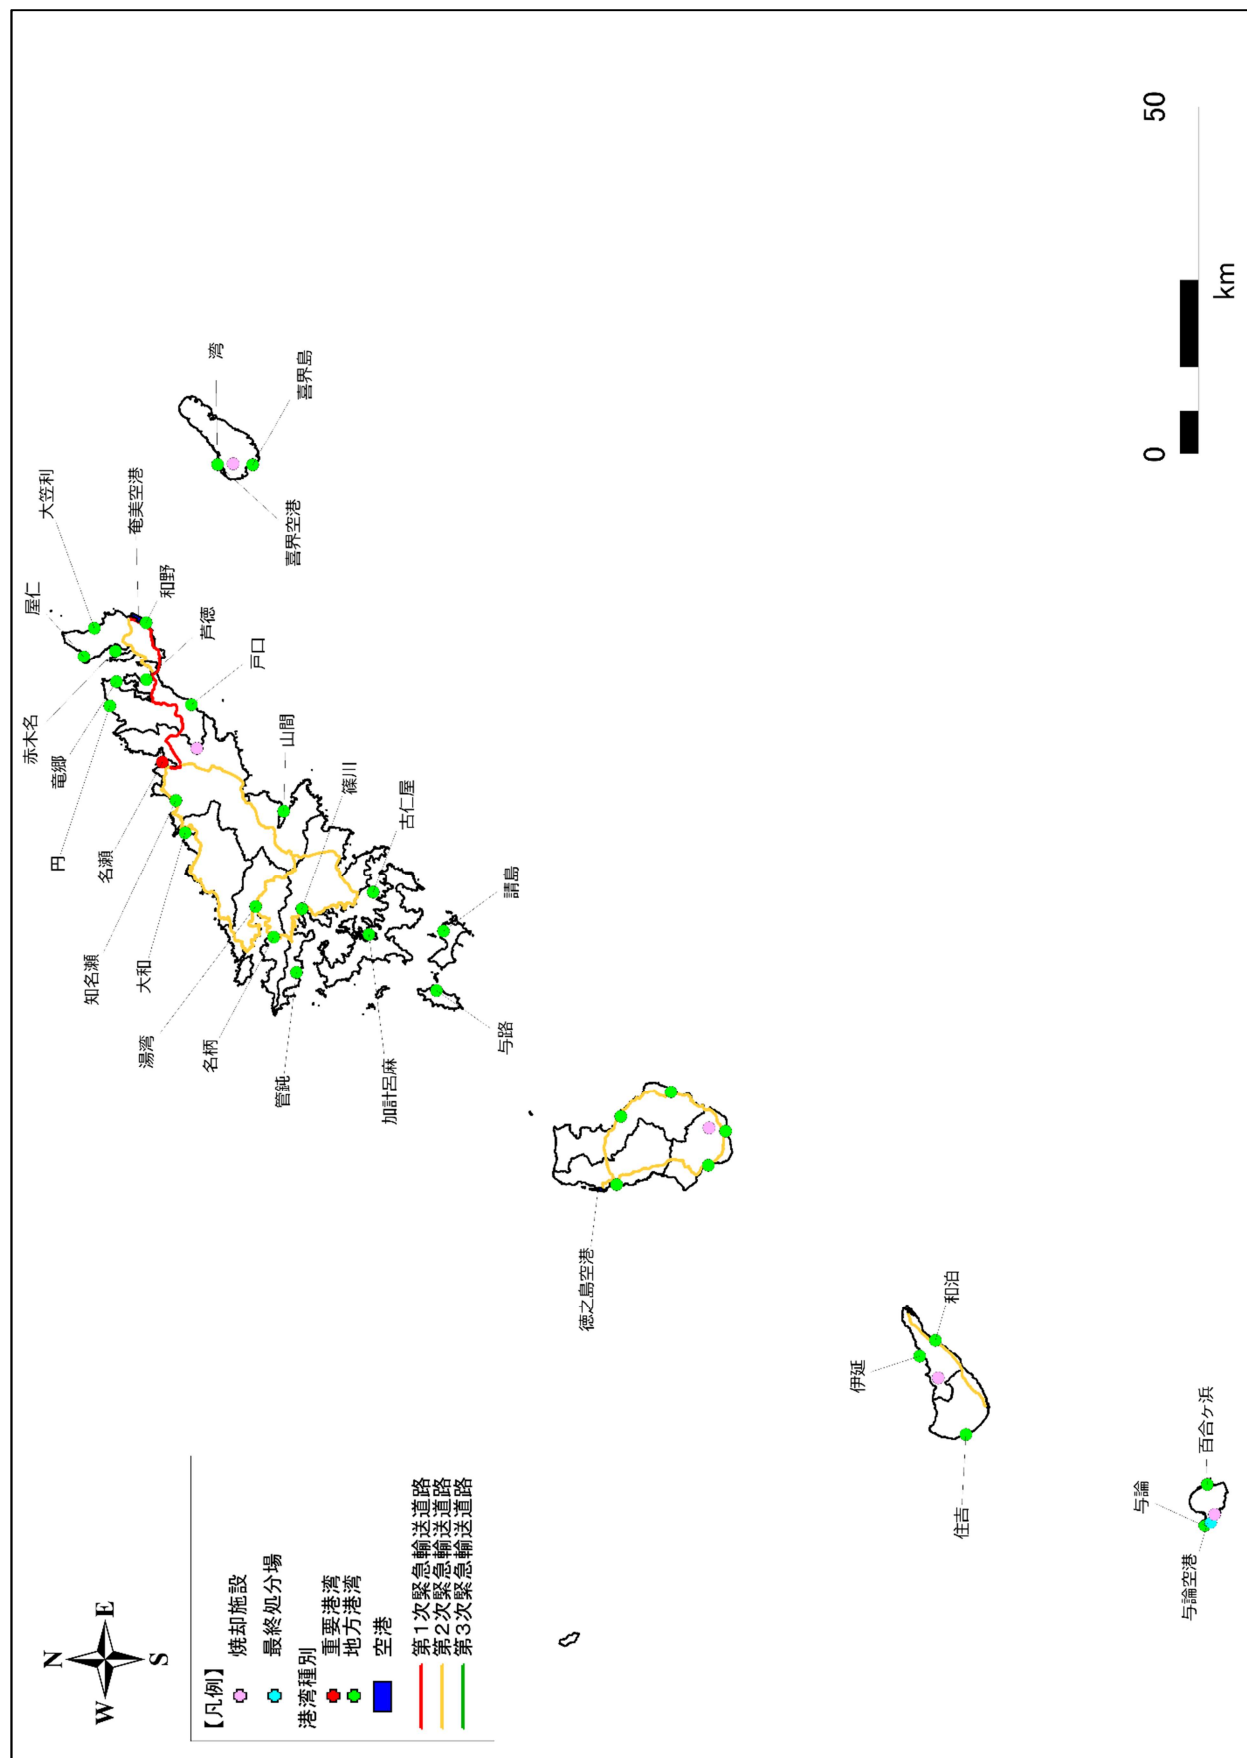 N
W
E
S
【凡例】
焼却施設
最終処分場
港湾種別
重要港湾
地方港湾
空港
第1次緊急輸送道路
第2次緊急輸送道路
第3次緊急輸送道路
屋仁
大笠利
赤木名
奄美空港
竜郷
和野
円
芦徳
名瀬
戸口
知名瀬
山間
大和
篠川
湯湾
古仁屋
名柄
請島
管鈍
加計呂麻
与路
湾
喜界島
喜界空港
徳之島空港
伊延
和泊
住吉
与論
百合ヶ浜
与論空港
0
50
km